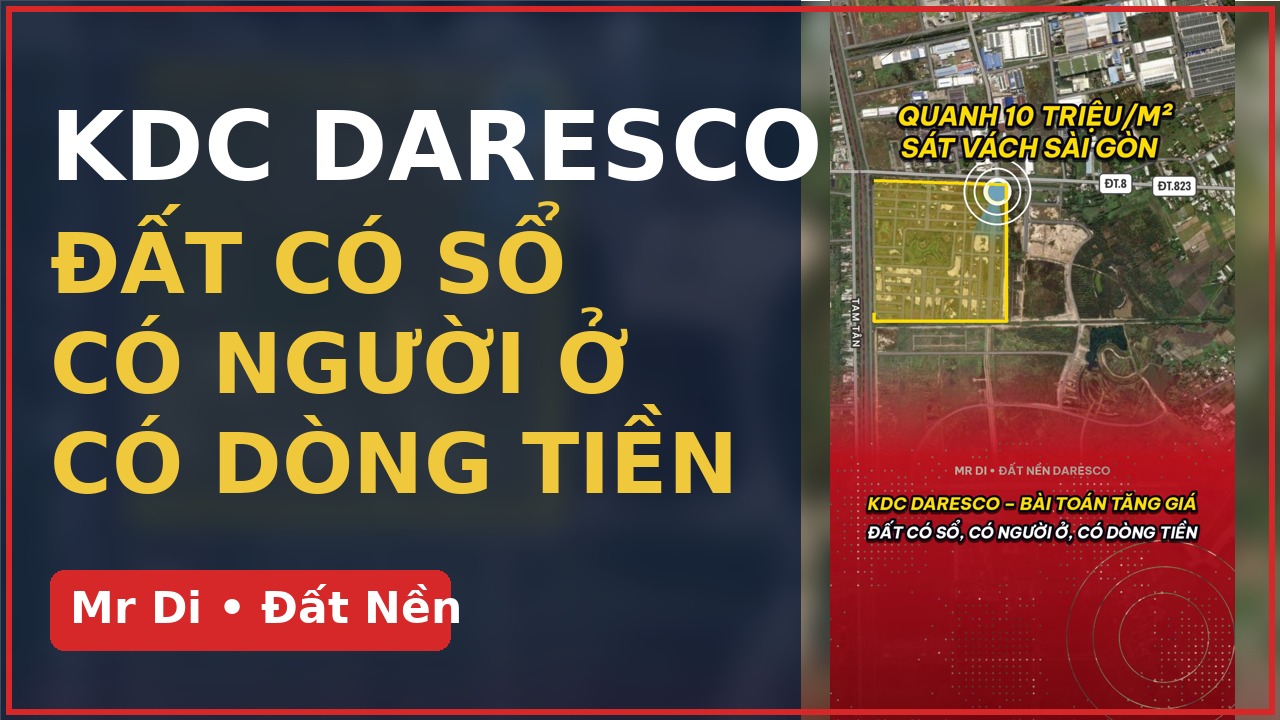 KDC DARESCO
ĐẤT CÓ SỔ
CÓ NGƯỜI Ở
CÓ DÒNG TIỀN
Mr Di • Đất Nền
QUANH 10 TRIỆU/M²
SÁT VÁCH SÀI GÒN
ĐT.8
ĐT.823
TAM TÂN
MR DI • ĐẤT NỀN DARESCO
KDC DARESCO – BÀI TOÁN TĂNG GIÁ
ĐẤT CÓ SỔ, CÓ NGƯỜI Ở, CÓ DÒNG TIỀN